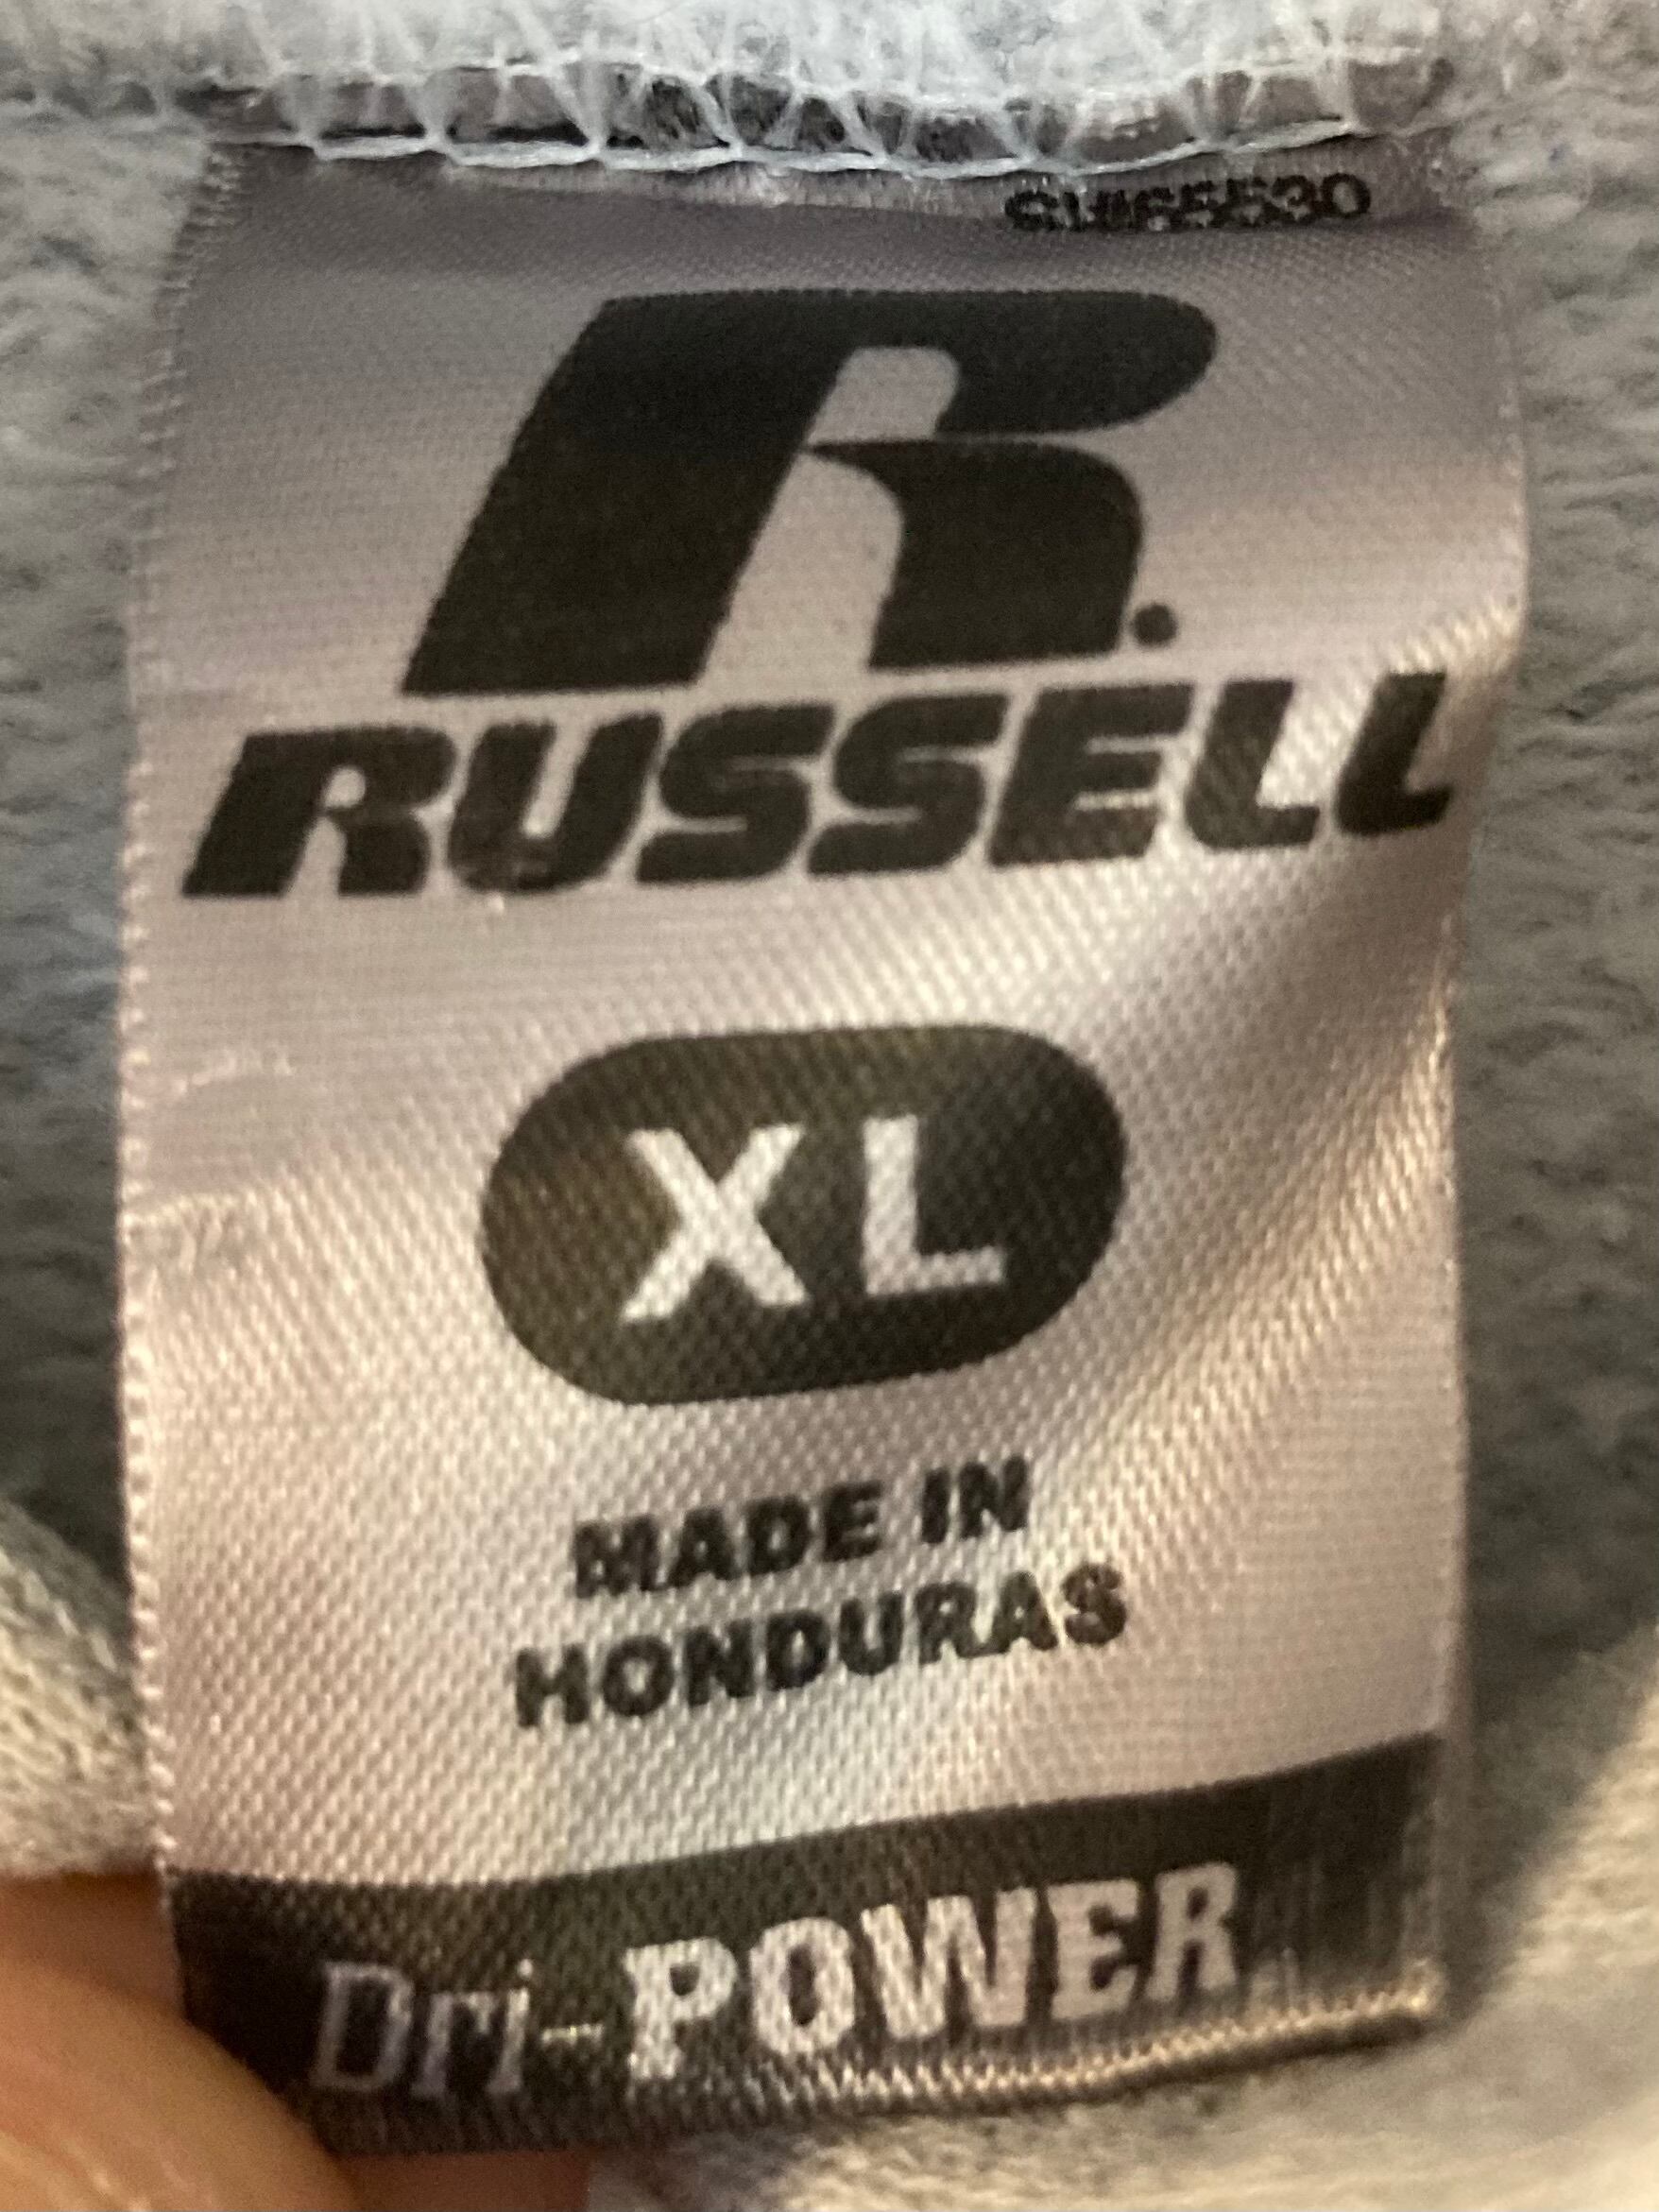 R
RUSSELL
XL
MADE IN
HONDURAS
Dri-POWER